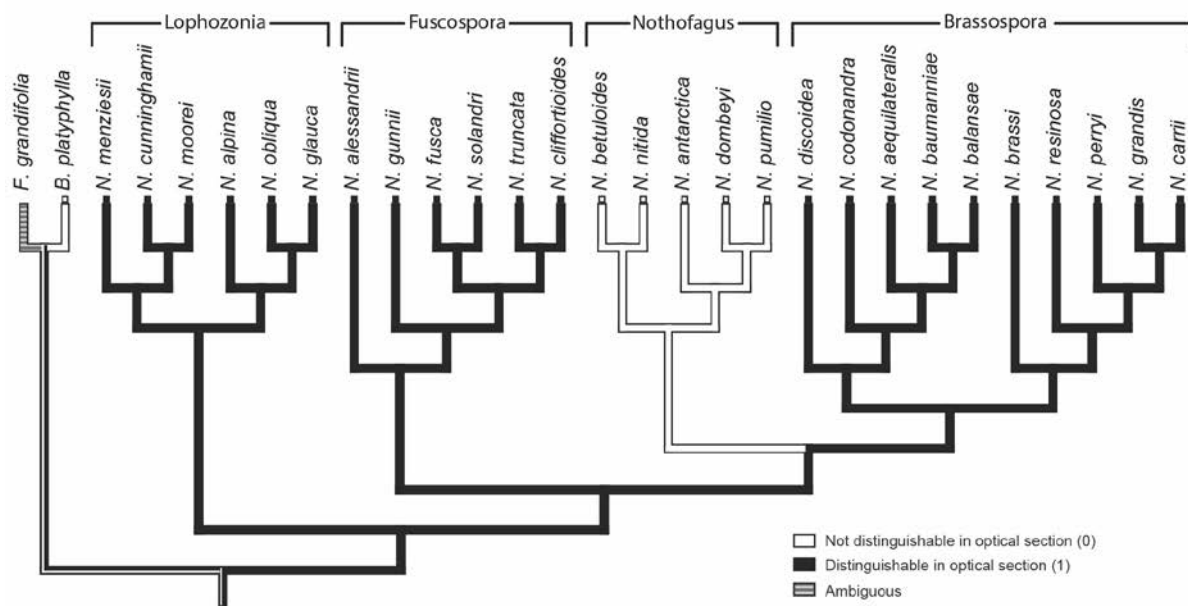 Lophozonia Fuscospora Nothofagus Brassospora
F. grandifolia
B. platyphylla
N. menziesii
N. cunninghamii
N. moorei
N. alpina
N. obliqua
N. glauca
N. alessandrii
N. gunnii
N. fusca
N. solandri
N. truncata
N. cliffortioides
N. betuloides
N. nitida
N. antarctica
N. dombeyi
N. pumilio
N. discoidea
N. codonandra
N. aequilateralis
N. baumanniae
N. balansae
N. brassi
N. resinosa
N. perryi
N. grandis
N. carrii
Not distinguishable in optical section (0)
Distinguishable in optical section (1)
Ambiguous